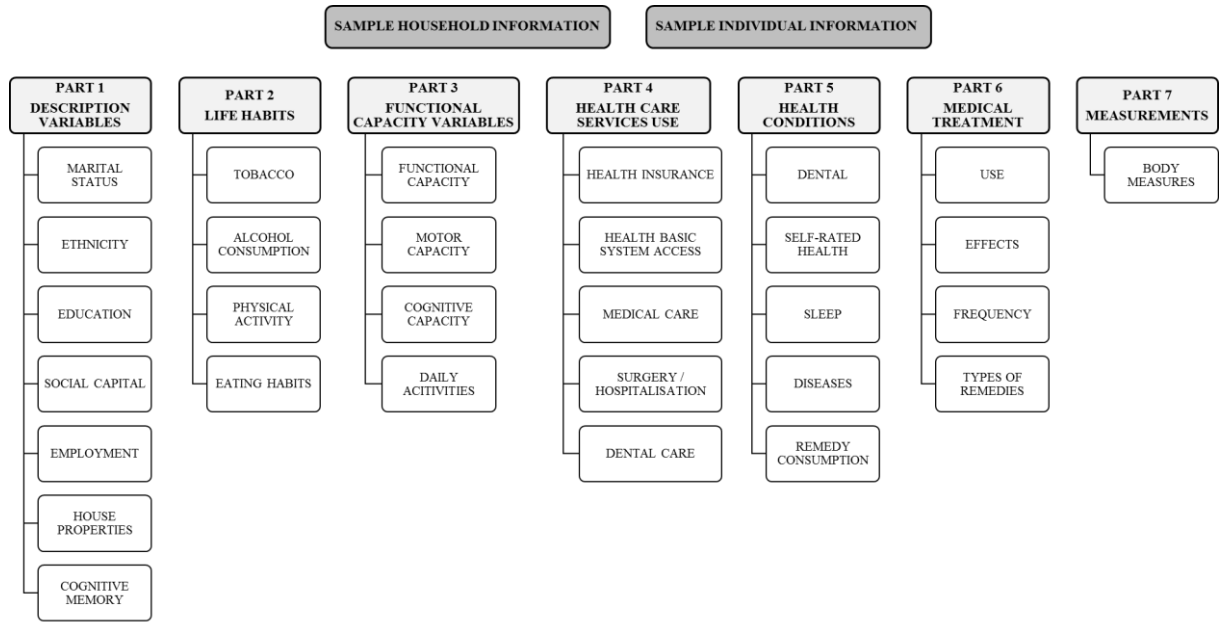 SAMPLE HOUSEHOLD INFORMATION
SAMPLE INDIVIDUAL INFORMATION
PART 1
DESCRIPTION
VARIABLES
MARITAL
STATUS
ETHNICITY
EDUCATION
SOCIAL CAPITAL
EMPLOYMENT
HOUSE
PROPERTIES
COGNITIVE
MEMORY
PART 2
LIFE HABITS
TOBACCO
ALCOHOL
CONSUMPTION
PHYSICAL
ACTIVITY
EATING HABITS
PART 3
FUNCTIONAL
CAPACITY VARIABLES
FUNCTIONAL
CAPACITY
MOTOR
CAPACITY
COGNITIVE
CAPACITY
DAILY
ACITIVITIES
PART 4
HEALTH CARE
SERVICES USE
HEALTH INSURANCE
HEALTH BASIC
SYSTEM ACCESS
MEDICAL CARE
SURGERY /
HOSPITALISATION
DENTAL CARE
PART 5
HEALTH
CONDITIONS
DENTAL
SELF-RATED
HEALTH
SLEEP
DISEASES
REMEDY
CONSUMPTION
PART 6
MEDICAL
TREATMENT
USE
EFFECTS
FREQUENCY
TYPES OF
REMEDIES
PART 7
MEASUREMENTS
BODY
MEASURES